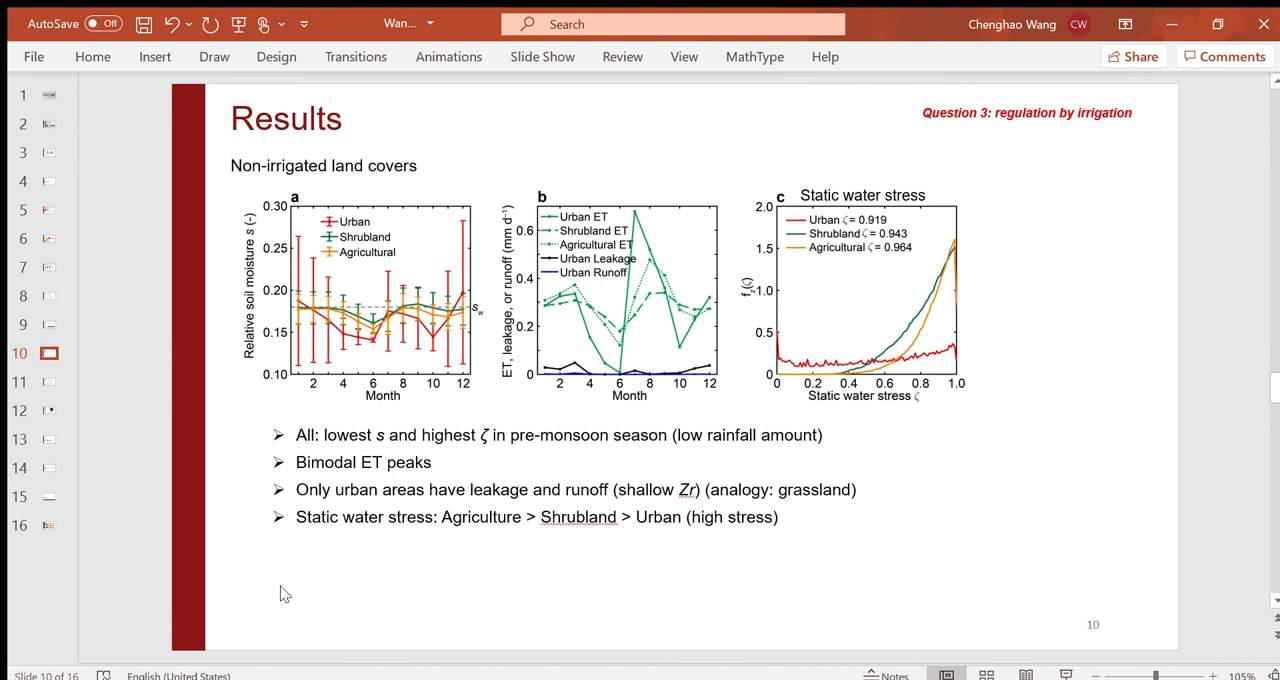 AutoSave Off Wan... Search Chenghao Wang CW
File Home Insert Draw Design Transitions Animations Slide Show Review View MathType Help Share Comments
1
2
3
4
5
6
7
8
9
10
11
12
13
14
15
16
Results
Question 3: regulation by irrigation
Non-irrigated land covers
a
Relative soil moisture s (-)
0.30
0.25
0.20
0.15
0.10
Urban
Shrubland
Agricultural
s_w
2 4 6 8 10 12
Month
b
ET, leakage, or runoff (mm d⁻¹)
0.6
0.4
0.2
0
Urban ET
Shrubland ET
Agricultural ET
Urban Leakage
Urban Runoff
2 4 6 8 10 12
Month
c Static water stress
f_z(ζ)
2.0
1.5
1.0
0.5
0
Urban ζ = 0.919
Shrubland ζ = 0.943
Agricultural ζ = 0.964
0 0.2 0.4 0.6 0.8 1.0
Static water stress ζ
➢ All: lowest s and highest ζ in pre-monsoon season (low rainfall amount)
➢ Bimodal ET peaks
➢ Only urban areas have leakage and runoff (shallow Zr) (analogy: grassland)
➢ Static water stress: Agriculture > Shrubland > Urban (high stress)
10
Slide 10 of 16 English (United States) Notes 105%